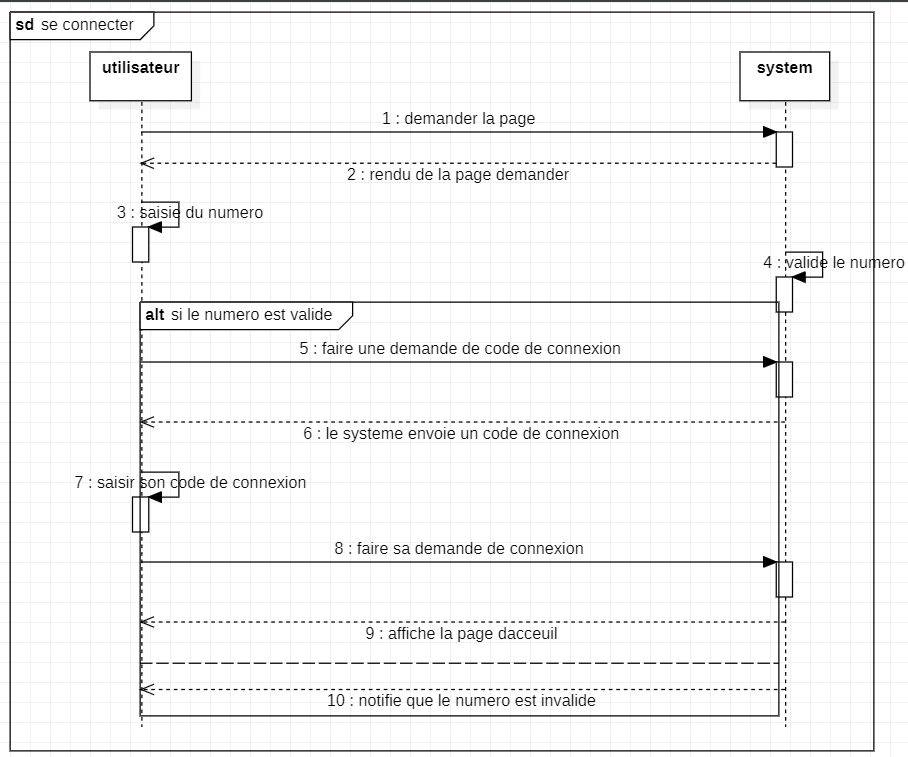 sd se connecter
utilisateur
system
1 : demander la page
2 : rendu de la page demander
3 : saisie du numero
4 : valide le numero
alt si le numero est valide
5 : faire une demande de code de connexion
6 : le systeme envoie un code de connexion
7 : saisir son code de connexion
8 : faire sa demande de connexion
9 : affiche la page dacceuil
10 : notifie que le numero est invalide